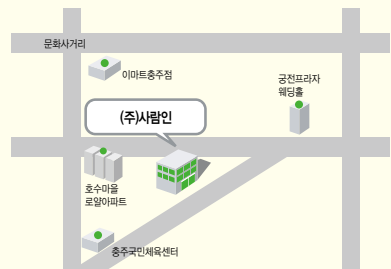 문화사거리
이마트충주점
궁전프라자
웨딩홀
(주)사람인
호수마을
로얄아파트
충주국민체육센터